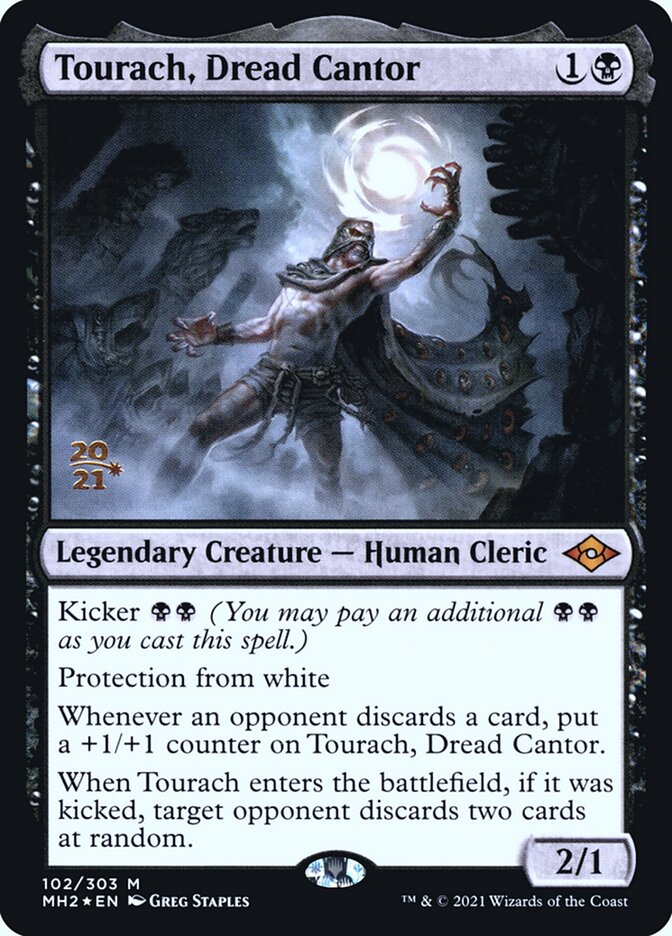 Tourach, Dread Cantor 1
20
21
Legendary Creature — Human Cleric
Kicker (You may pay an additional
as you cast this spell.)
Protection from white
Whenever an opponent discards a card, put
a +1/+1 counter on Tourach, Dread Cantor.
When Tourach enters the battlefield, if it was
kicked, target opponent discards two cards
at random.
2/1
102/303 M
MH2★EN Greg Staples
™ & © 2021 Wizards of the Coast